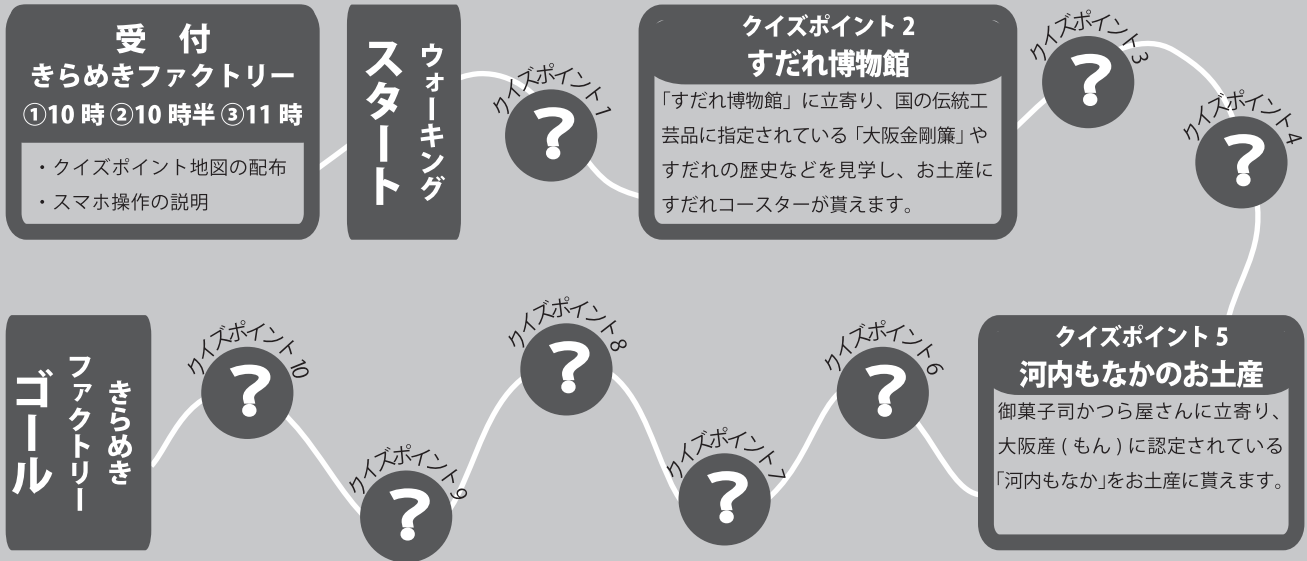 受　付
きらめきファクトリー
①10 時 ②10 時半 ③11 時
・クイズポイント地図の配布
・スマホ操作の説明
ウォーキング
スタート
クイズポイント 1
?
クイズポイント 2
すだれ博物館
「すだれ博物館」に立寄り、国の伝統工
芸品に指定されている「大阪金剛簾」や
すだれの歴史などを見学し、お土産に
すだれコースターが貰えます。
クイズポイント 3
?
クイズポイント 4
?
クイズポイント 5
河内もなかのお土産
御菓子司かつら屋さんに立寄り、
大阪産 ( もん ) に認定されている
「河内もなか」をお土産に貰えます。
クイズポイント 6
?
クイズポイント 7
?
クイズポイント 8
?
クイズポイント 9
?
クイズポイント 10
?
きらめき
ファクトリー
ゴール